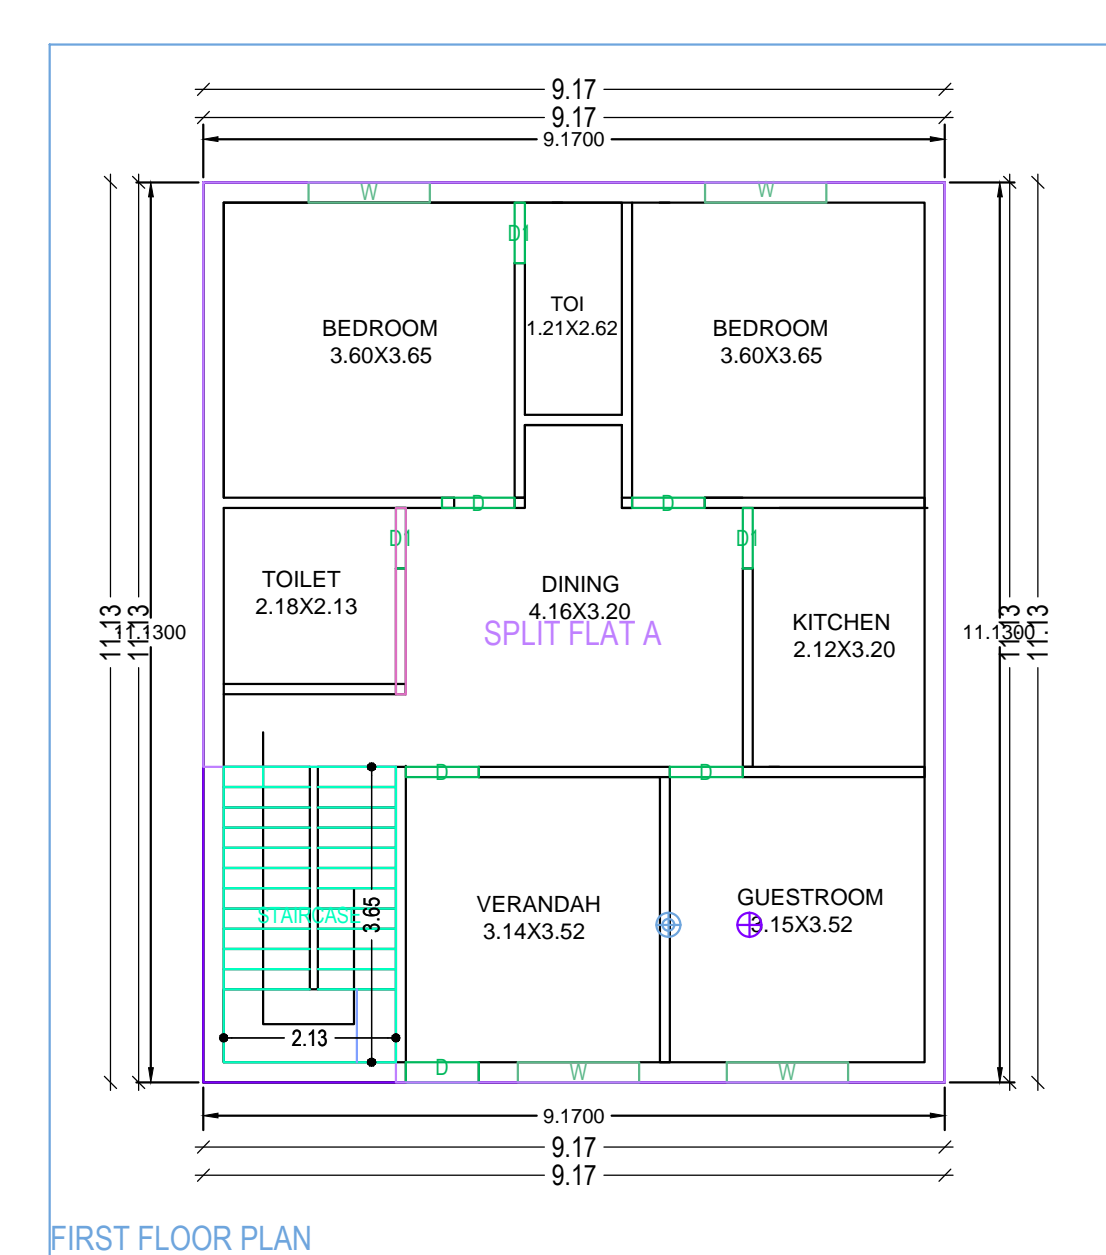 9.17
9.17
9.1700
W
W
D1
TOI
1.21X2.62
BEDROOM
3.60X3.65
BEDROOM
3.60X3.65
D
D
D1
D1
TOILET
2.18X2.13
DINING
4.16X3.20
SPLIT FLAT A
KITCHEN
2.12X3.20
11.13
11.13
11.1300
11.1300
11.13
11.13
D
D
VERANDAH
3.14X3.52
GUESTROOM
3.15X3.52
STAIRCASE
3.65
2.13
D
W
W
9.1700
9.17
9.17
FIRST FLOOR PLAN